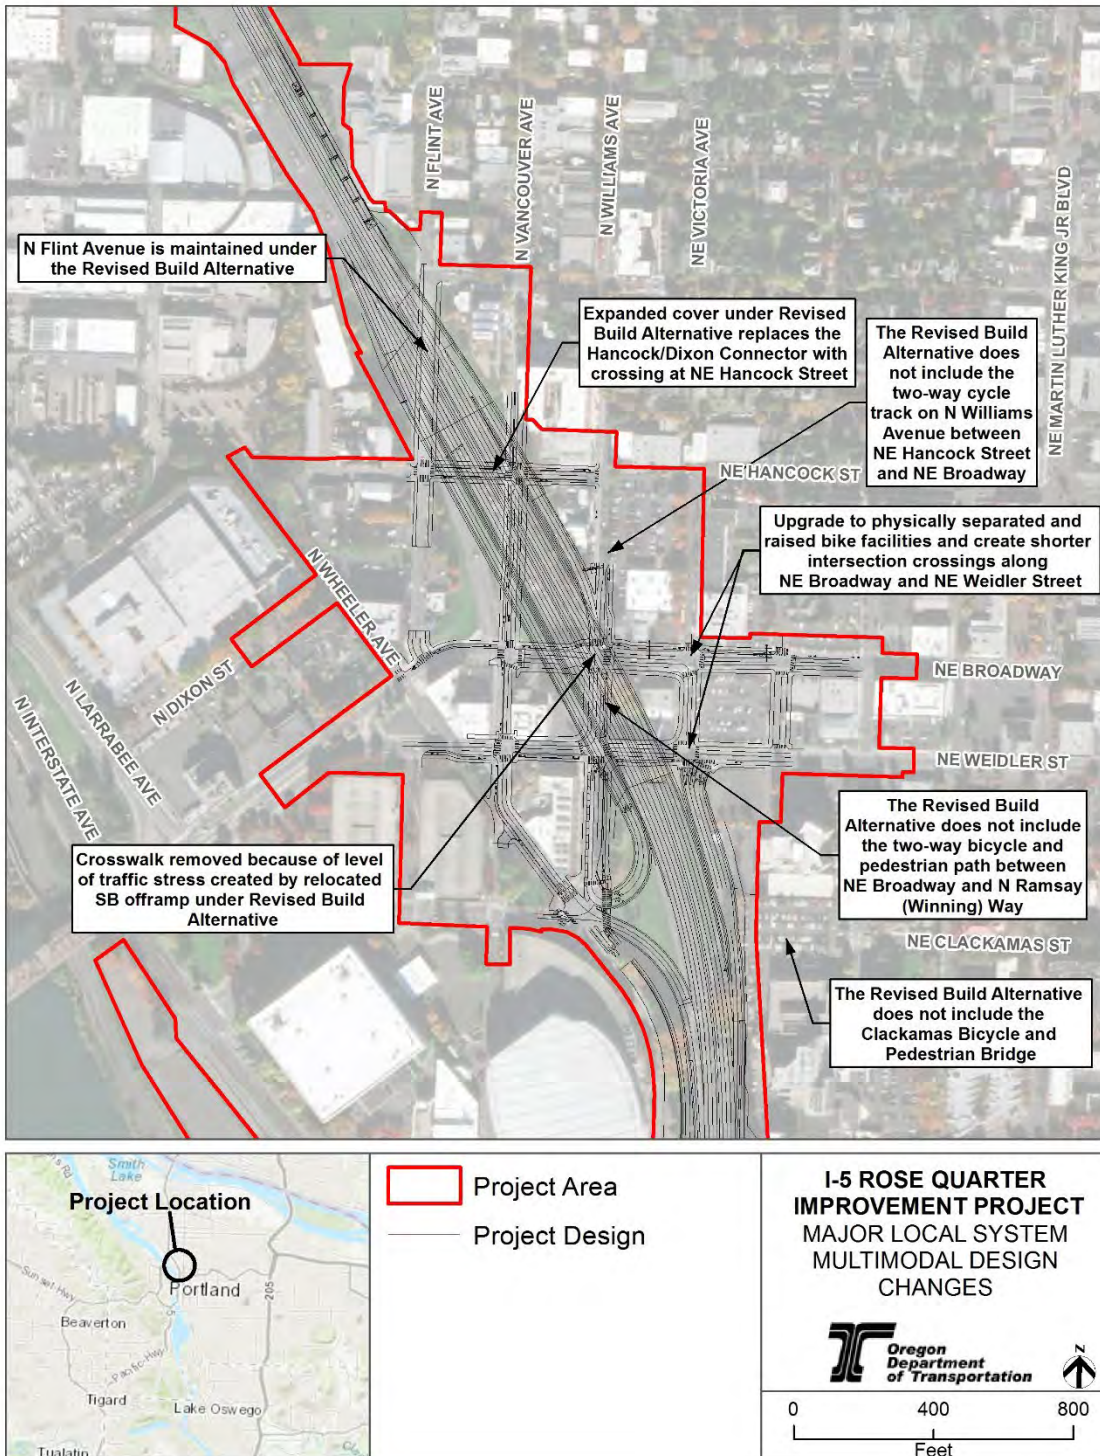 N FLINT AVE
N VANCOUVER AVE
N WILLIAMS AVE
NE VICTORIA AVE
NE MARTIN LUTHER KING JR BLVD
N Flint Avenue is maintained under
the Revised Build Alternative
Expanded cover under Revised
Build Alternative replaces the
Hancock/Dixon Connector with
crossing at NE Hancock Street
The Revised Build
Alternative does
not include the
two-way cycle
track on N Williams
Avenue between
NE Hancock Street
and NE Broadway
NE HANCOCK ST
Upgrade to physically separated and
raised bike facilities and create shorter
intersection crossings along
NE Broadway and NE Weidler Street
N WHEELER AVE
N DIXON ST
N LARRABEE AVE
N INTERSTATE AVE
NE BROADWAY
NE WEIDLER ST
The Revised Build
Alternative does not include
the two-way bicycle and
pedestrian path between
NE Broadway and N Ramsay
(Winning) Way
Crosswalk removed because of level
of traffic stress created by relocated
SB offramp under Revised Build
Alternative
NE CLACKAMAS ST
The Revised Build Alternative
does not include the
Clackamas Bicycle and
Pedestrian Bridge
Smith
Lake
Project Location
Portland
Sunset Hwy
205
5
Beaverton
Pacific Hwy
Tigard
Lake Oswego
Tualatin
Project Area
Project Design
I-5 ROSE QUARTER
IMPROVEMENT PROJECT
MAJOR LOCAL SYSTEM
MULTIMODAL DESIGN
CHANGES
Oregon
Department
of Transportation
N
0 400 800
Feet